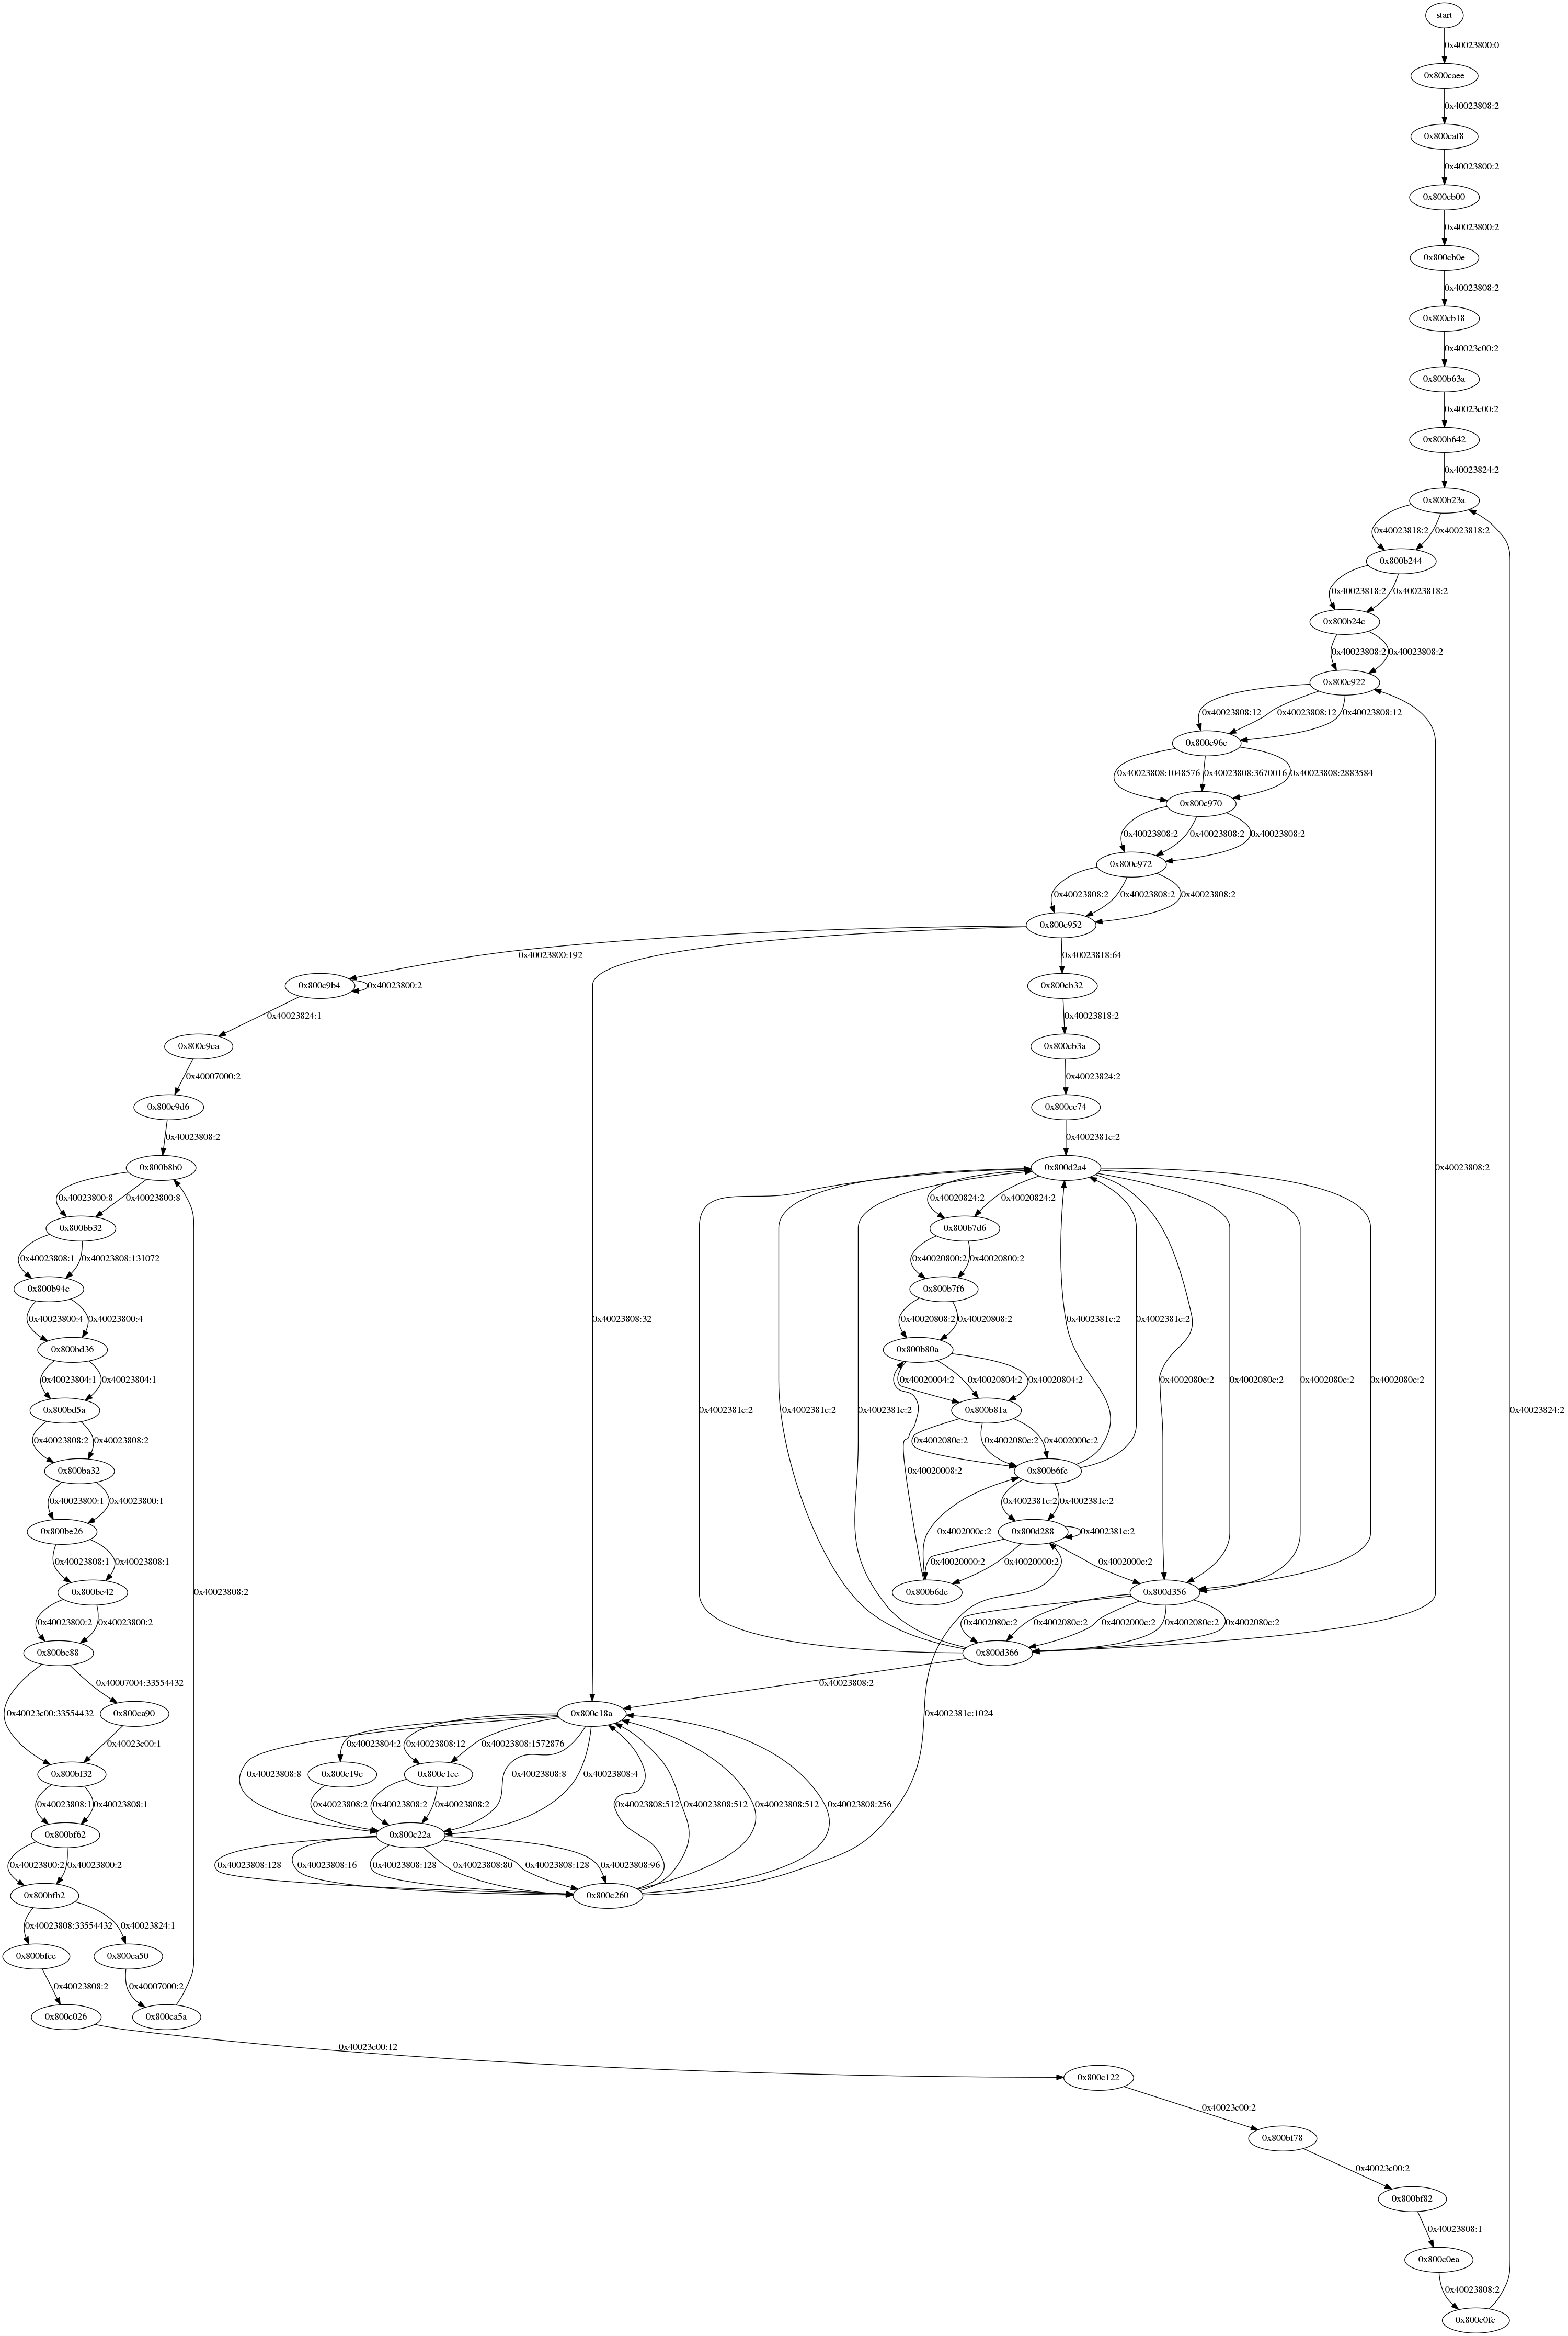 start
0x40023800:0
0x800caee
0x40023808:2
0x800caf8
0x40023800:2
0x800cb00
0x40023800:2
0x800cb0e
0x40023808:2
0x800cb18
0x40023c00:2
0x800b63a
0x40023c00:2
0x800b642
0x40023824:2
0x800b23a
0x40023818:2 0x40023818:2
0x800b244
0x40023818:2 0x40023818:2
0x800b24c
0x40023808:2 0x40023808:2
0x800c922
0x40023808:12 0x40023808:12 0x40023808:12
0x800c96e
0x40023808:1048576 0x40023808:3670016 0x40023808:2883584
0x800c970
0x40023808:2 0x40023808:2 0x40023808:2
0x800c972
0x40023808:2 0x40023808:2 0x40023808:2
0x800c952
0x40023800:192 0x40023818:64
0x800c9b4 0x40023800:2 0x800cb32
0x40023824:1 0x40023818:2
0x800c9ca 0x800cb3a
0x40007000:2 0x40023824:2
0x800c9d6 0x800cc74
0x40023808:2 0x4002381c:2 0x40023808:2
0x800b8b0 0x800d2a4
0x40023800:8 0x40023800:8 0x40020824:2 0x40020824:2
0x800bb32 0x800b7d6
0x40023808:1 0x40023808:131072 0x40020800:2 0x40020800:2
0x800b94c 0x800b7f6
0x40023800:4 0x40023800:4 0x40023808:32 0x40020808:2 0x40020808:2 0x4002381c:2 0x4002381c:2
0x800bd36 0x800b80a
0x40023804:1 0x40023804:1 0x40020004:2 0x40020804:2 0x40020804:2 0x4002080c:2 0x4002080c:2 0x4002080c:2 0x4002080c:2
0x800bd5a 0x4002381c:2 0x4002381c:2 0x4002381c:2 0x800b81a 0x40023824:2
0x40023808:2 0x40023808:2 0x4002080c:2 0x4002080c:2 0x4002000c:2
0x800ba32 0x40020008:2 0x800b6fe
0x40023800:1 0x40023800:1 0x4002381c:2 0x4002381c:2
0x800be26 0x4002000c:2 0x800d288 0x4002381c:2
0x40023808:1 0x40023808:1 0x40020000:2 0x40020000:2 0x4002000c:2
0x800be42 0x40023808:2 0x800b6de 0x800d356
0x40023800:2 0x40023800:2 0x4002080c:2 0x4002080c:2 0x4002000c:2 0x4002080c:2 0x4002080c:2
0x800be88 0x800d366
0x40007004:33554432 0x40023808:2
0x40023c00:33554432 0x800ca90 0x800c18a 0x4002381c:1024
0x40023c00:1 0x40023804:2 0x40023808:12 0x40023808:1572876
0x800bf32 0x40023808:8 0x800c19c 0x800c1ee 0x40023808:8 0x40023808:4
0x40023808:1 0x40023808:1 0x40023808:2 0x40023808:2 0x40023808:2 0x40023808:512 0x40023808:512 0x40023808:512 0x40023808:256
0x800bf62 0x800c22a
0x40023800:2 0x40023800:2 0x40023808:128 0x40023808:16 0x40023808:128 0x40023808:80 0x40023808:128 0x40023808:96
0x800bfb2 0x800c260
0x40023808:33554432 0x40023824:1
0x800bfce 0x800ca50
0x40023808:2 0x40007000:2
0x800c026 0x800ca5a
0x40023c00:12
0x800c122
0x40023c00:2
0x800bf78
0x40023c00:2
0x800bf82
0x40023808:1
0x800c0ea
0x40023808:2
0x800c0fc